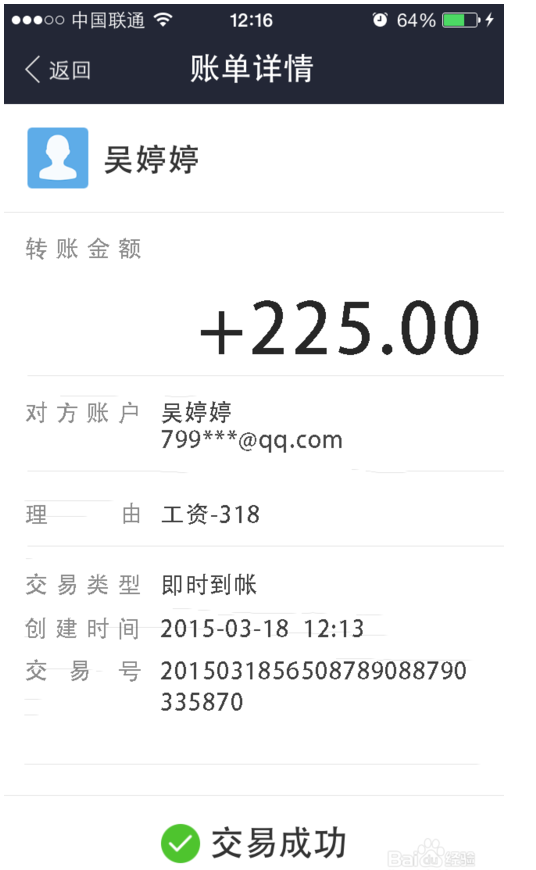 中国联通 12:16 64%
返回 账单详情
吴婷婷
转账金额
+225.00
对方账户 吴婷婷
799***@qq.com
理由 工资-318
交易类型 即时到帐
创建时间 2015-03-18 12:13
交易号 2015031856508789088790
335870
交易成功
Bai 经验